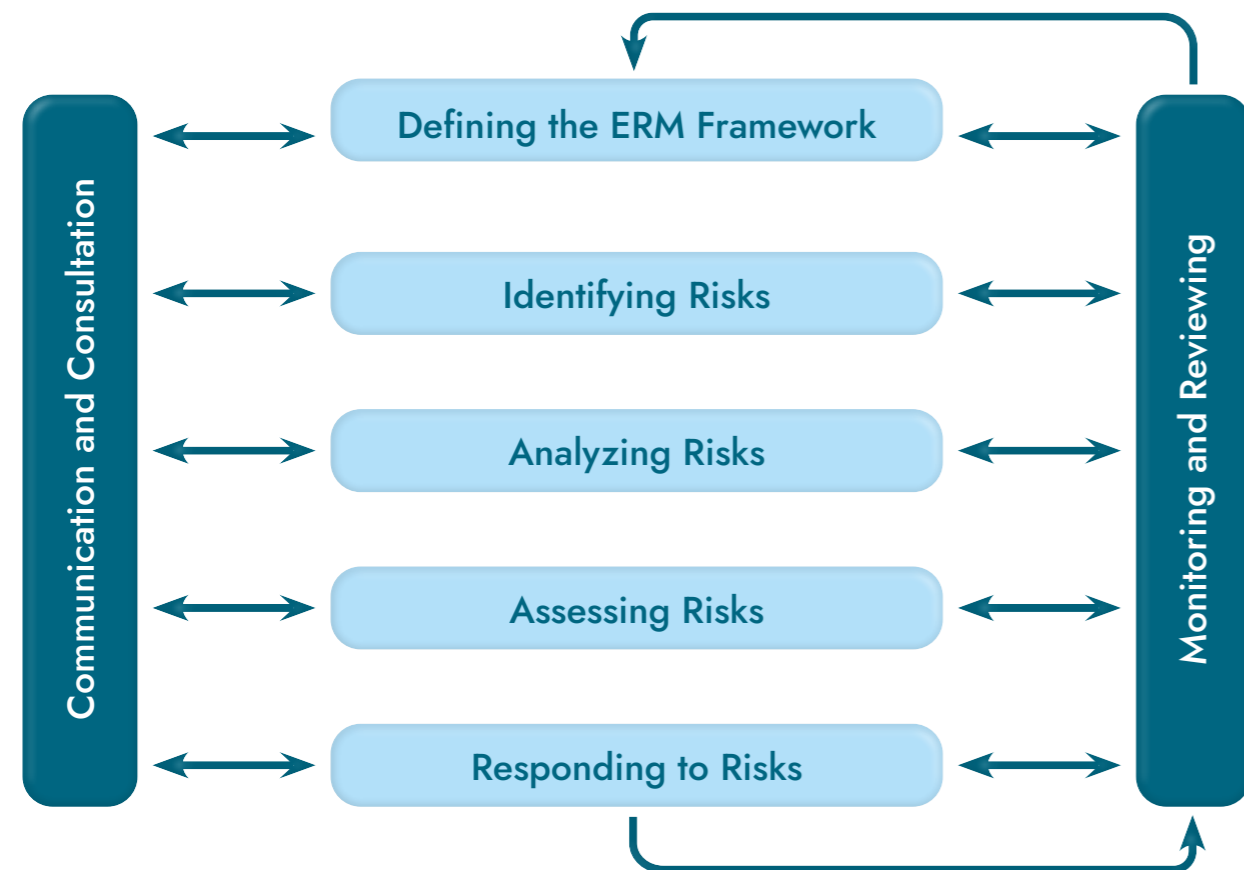 Communication and Consultation
Defining the ERM Framework
Identifying Risks
Analyzing Risks
Assessing Risks
Responding to Risks
Monitoring and Reviewing